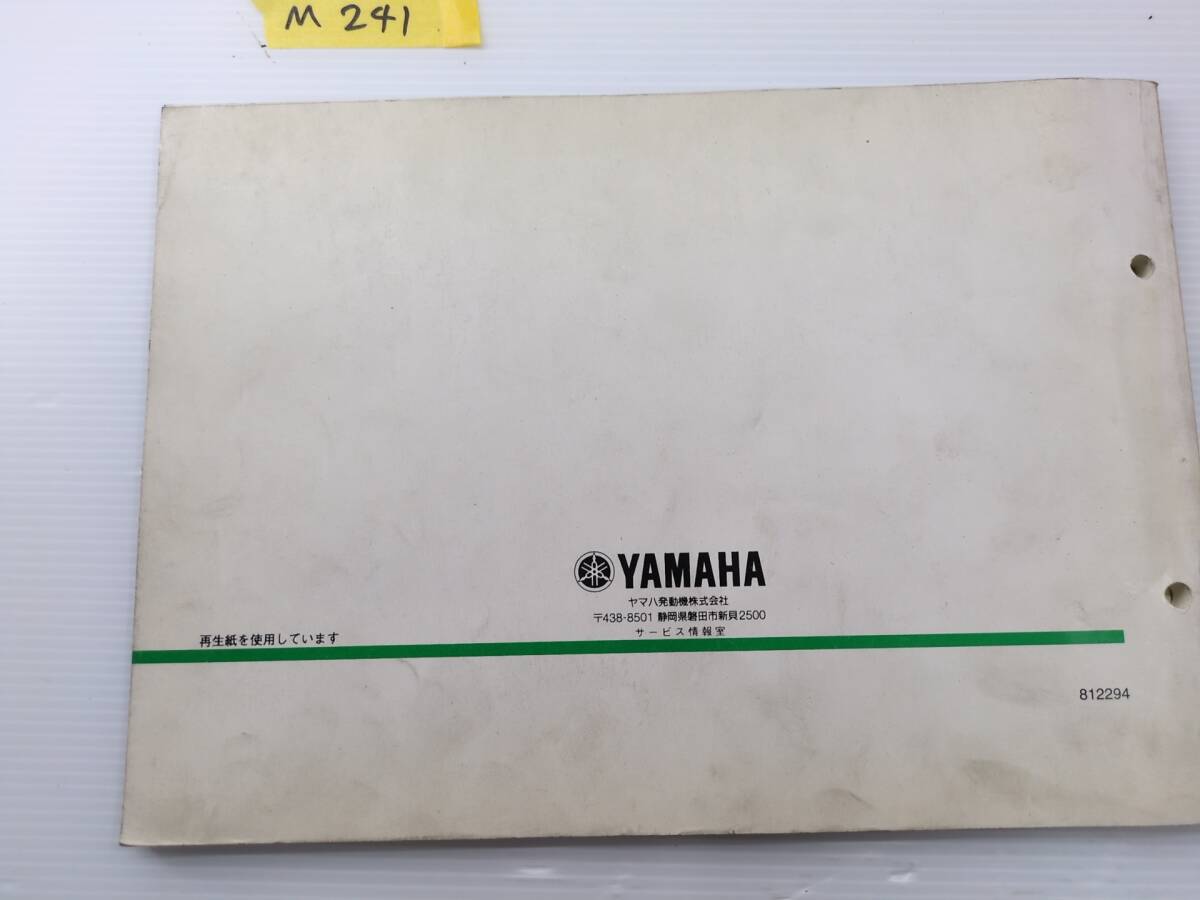 M 241
YAMAHA
ヤマハ発動機株式会社
〒438-8501 静岡県磐田市新貝2500
サービス情報室
再生紙を使用しています
812294